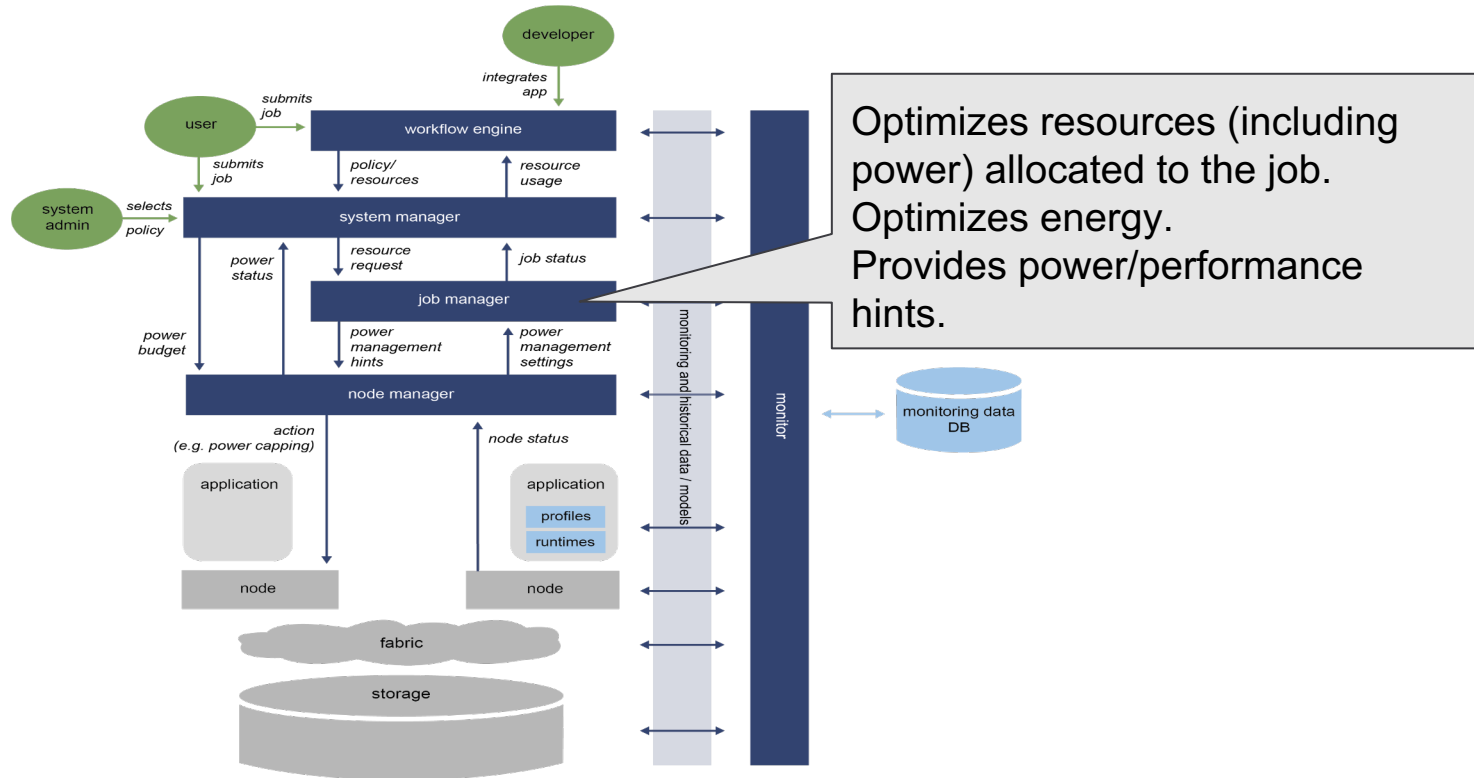 developer
integrates
app
user
submits
job
workflow engine
submits
job
policy/
resources
resource
usage
system
admin
selects
policy
system manager
power
status
resource
request
job status
job manager
power
budget
power
management
hints
power
management
settings
node manager
action
(e.g. power capping)
node status
application
application
profiles
runtimes
node
node
fabric
storage
monitoring and historical data / models
monitor
monitoring data
DB
Optimizes resources (including
power) allocated to the job.
Optimizes energy.
Provides power/performance
hints.